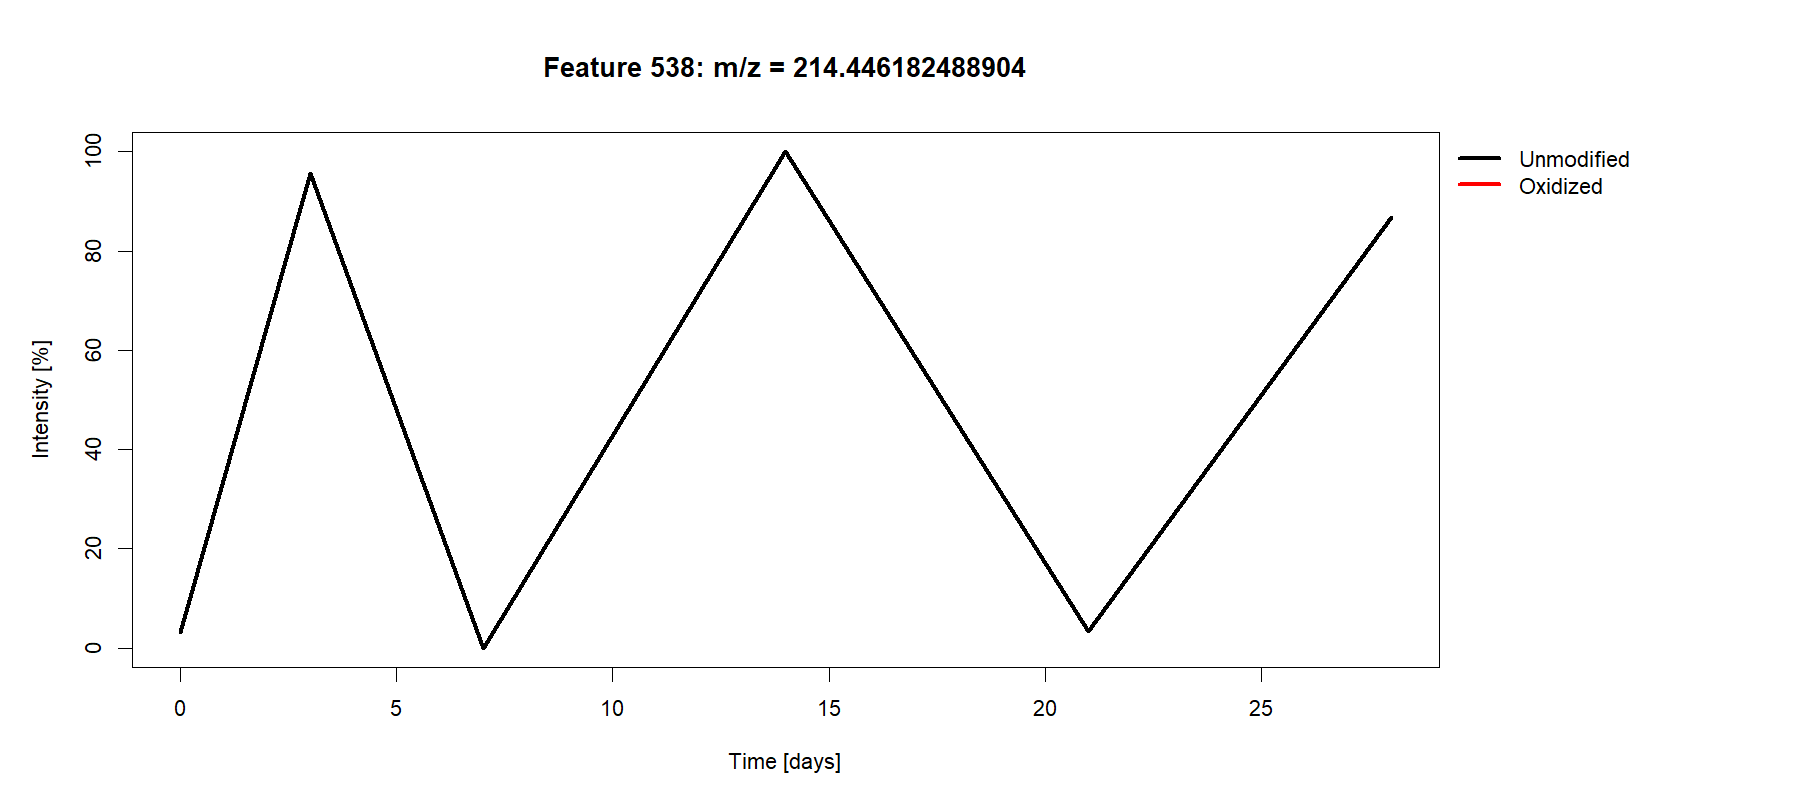 Feature 538: m/z = 214.446182488904
Unmodified
Oxidized
Intensity [%]
100
80
60
40
20
0
0 5 10 15 20 25
Time [days]